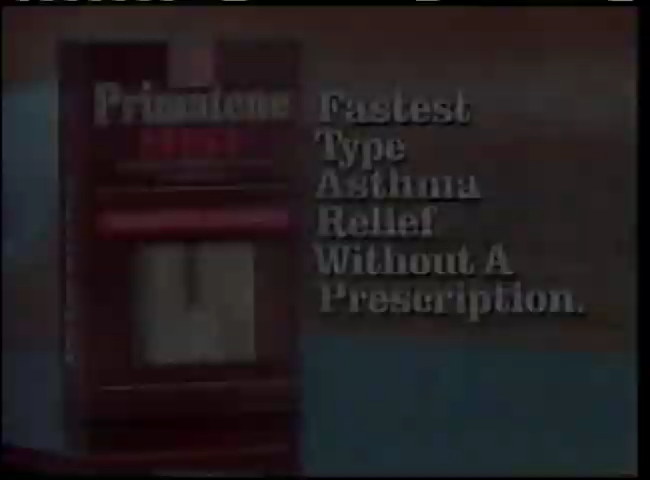 Primatene
Fastest
Type
Asthma
Relief
Without A
Prescription.